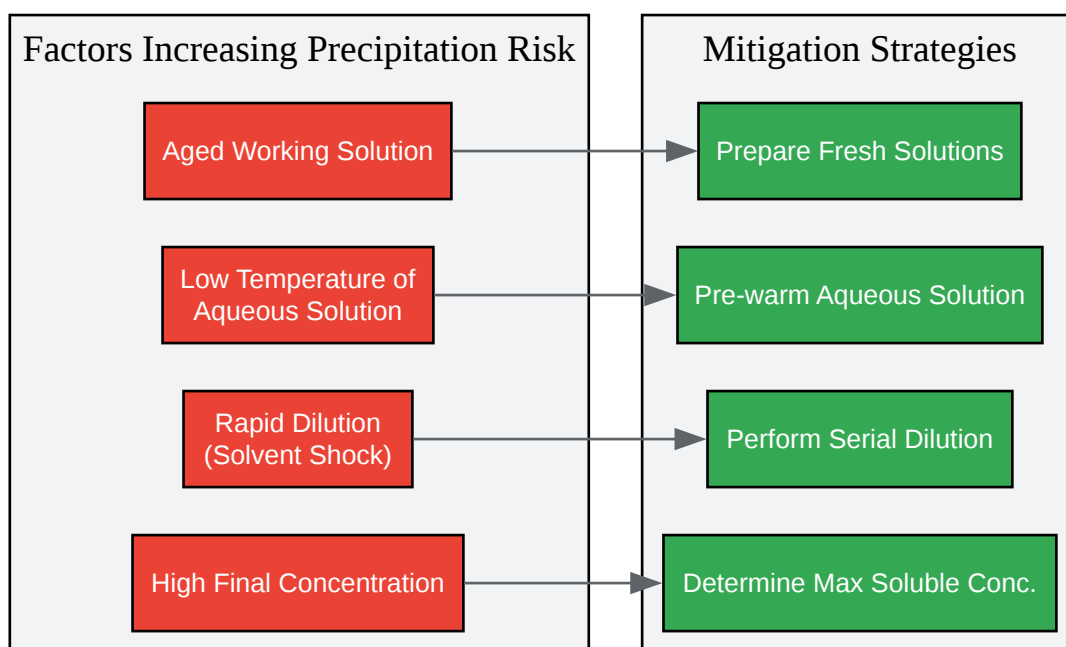 Factors Increasing Precipitation Risk
Mitigation Strategies
Aged Working Solution
Prepare Fresh Solutions
Low Temperature of
Aqueous Solution
Pre-warm Aqueous Solution
Rapid Dilution
(Solvent Shock)
Perform Serial Dilution
High Final Concentration
Determine Max Soluble Conc.